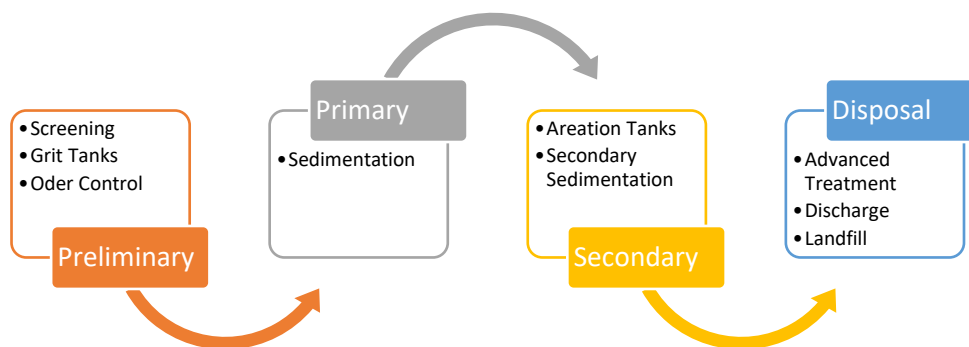 • Screening
• Grit Tanks
• Oder Control
Preliminary
Primary
• Sedimentation
• Areation Tanks
• Secondary
Sedimentation
Secondary
Disposal
• Advanced
Treatment
• Discharge
• Landfill